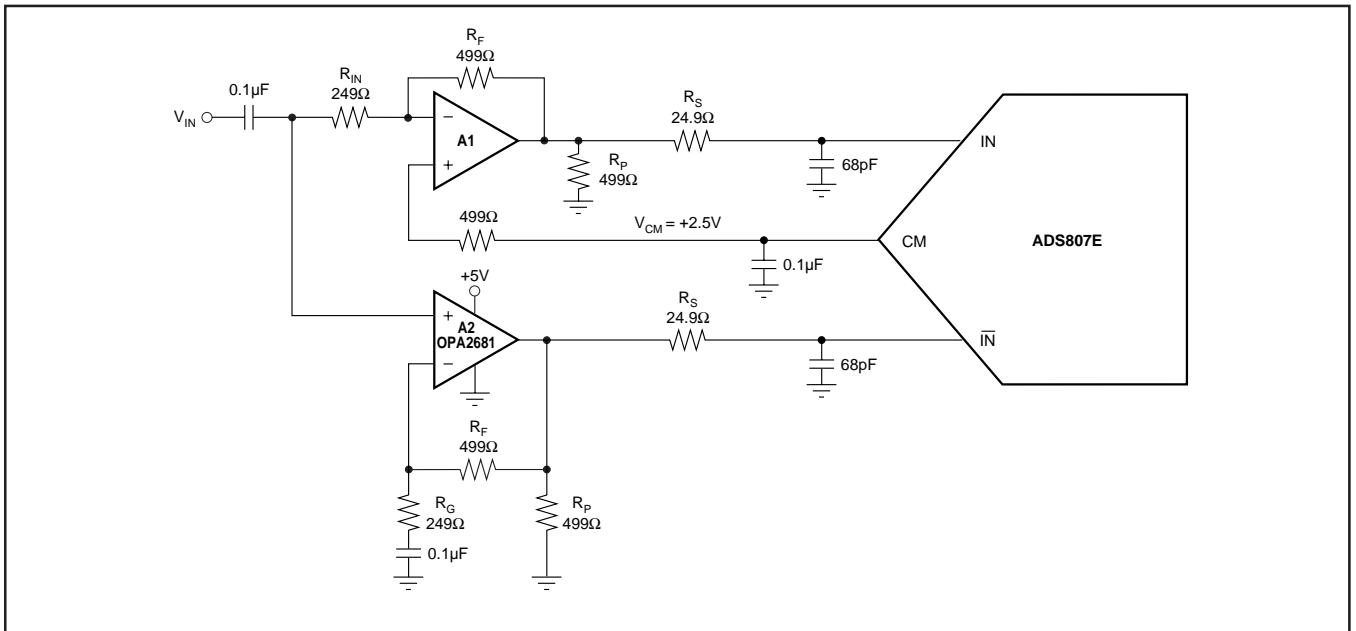 R_F
499Ω
R_IN
249Ω
0.1µF
V_IN
−
A1
+
R_S
24.9Ω
IN
68pF
R_P
499Ω
499Ω
V_CM = +2.5V
CM
ADS807E
0.1µF
+5V
R_S
24.9Ω
+
A2
OPA2681
−
I̅N̅
68pF
R_F
499Ω
R_G
249Ω
R_P
499Ω
0.1µF